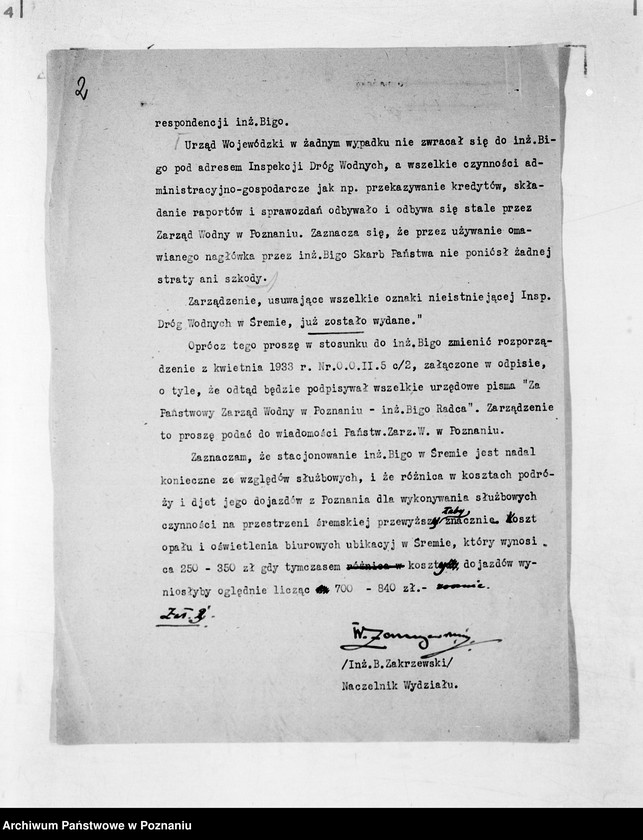 4
2
respondencji inż.Bigo.
Urząd Wojewódzki w żadnym wypadku nie zwracał się do inż.Bi-
go pod adresem Inspekcji Dróg Wodnych, a wszelkie czynności ad-
ministracyjno-gospodarcze jak np. przekazywanie kredytów, skła-
danie raportów i sprawozdań odbywało i odbywa się stale przez
Zarząd Wodny w Poznaniu. Zaznacza się, że przez używanie oma-
wianego nagłówka przez inż.Bigo Skarb Państwa nie poniósł żadnej
straty ani szkody.
Zarządzenie, usuwające wszelkie oznaki nieistniejącej Insp.
Dróg Wodnych w Śremie, już zostało wydane."
Oprócz tego proszę w stosunku do inż.Bigo zmienić rozporzą-
dzenie z kwietnia 1933 r. Nr.O.O.II.5 c/2, załączone w odpisie,
o tyle, że odtąd będzie podpisywał wszelkie urzędowe pisma "Za
Państwowy Zarząd Wodny w Poznaniu - inż.Bigo Radca". Zarządzenie
to proszę podać do wiadomości Państw.Zarz.W. w Poznaniu.
Zaznaczam, że stacjonowanie inż.Bigo w Śremie jest nadal
konieczne ze względów służbowych, i że różnica w kosztach podró-
ży i djet jego dojazdów z Poznania dla wykonywania służbowych
czynności na przestrzeni śremskiej przewyższyłaby znacznie koszt
opału i oświetlenia biurowych ubikacyj w Śremie, który wynosi
ca 250 - 350 zł gdy tymczasem różnica w koszty dojazdów wy-
niosłyby oględnie licząc 700 - 840 zł.-
Zał. 2.
/Inż.B.Zakrzewski/
Naczelnik Wydziału.
Archiwum Państwowe w Poznaniu